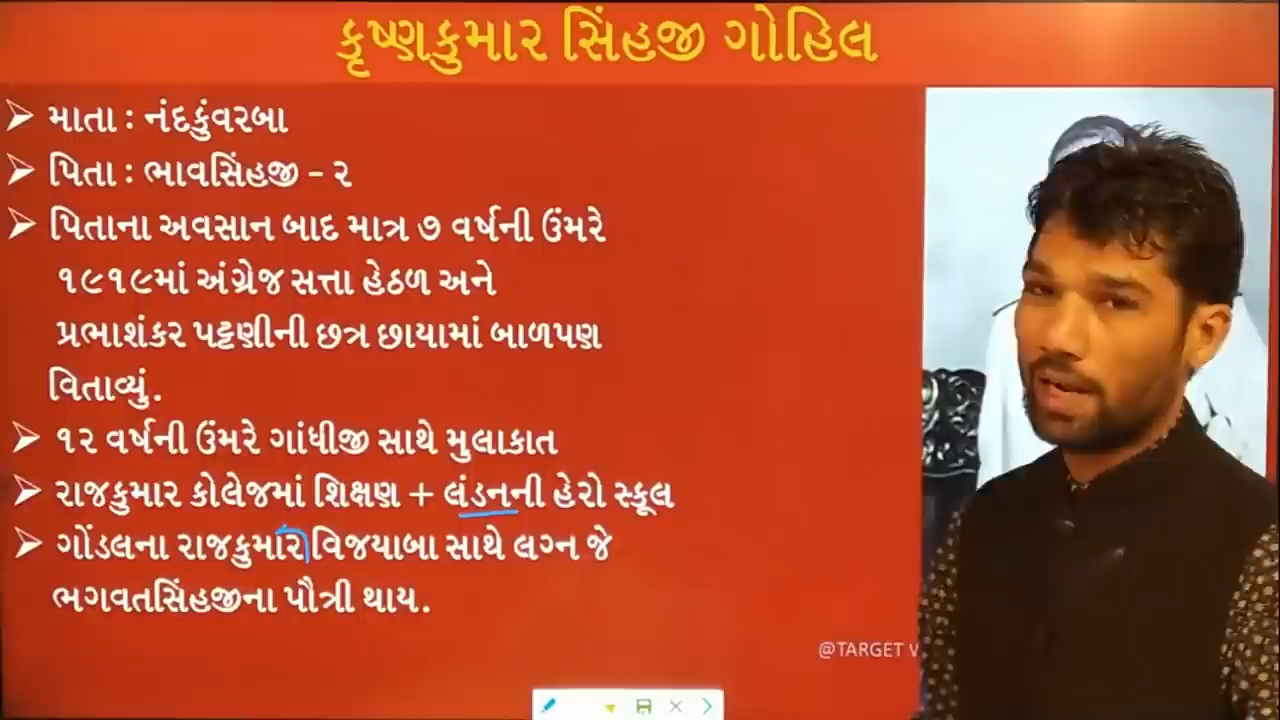 કૃષ્ણકુમાર સિંહજી ગોહિલ
માતા : નંદકુંવરબા
પિતા : ભાવસિંહજી – ૨
પિતાના અવસાન બાદ માત્ર ૭ વર્ષની ઉંમરે
૧૯૧૯માં અંગ્રેજ સત્તા હેઠળ અને
પ્રભાશંકર પટ્ટણીની છત્ર છાયામાં બાળપણ
વિતાવ્યું.
૧૨ વર્ષની ઉંમરે ગાંધીજી સાથે મુલાકાત
રાજકુમાર કોલેજમાં શિક્ષણ + લંડનની હેરો સ્કૂલ
ગોંડલના રાજકુમાર વિજયાબા સાથે લગ્ન જે
ભગવતસિંહજીના પૌત્રી થાય.
@TARGET